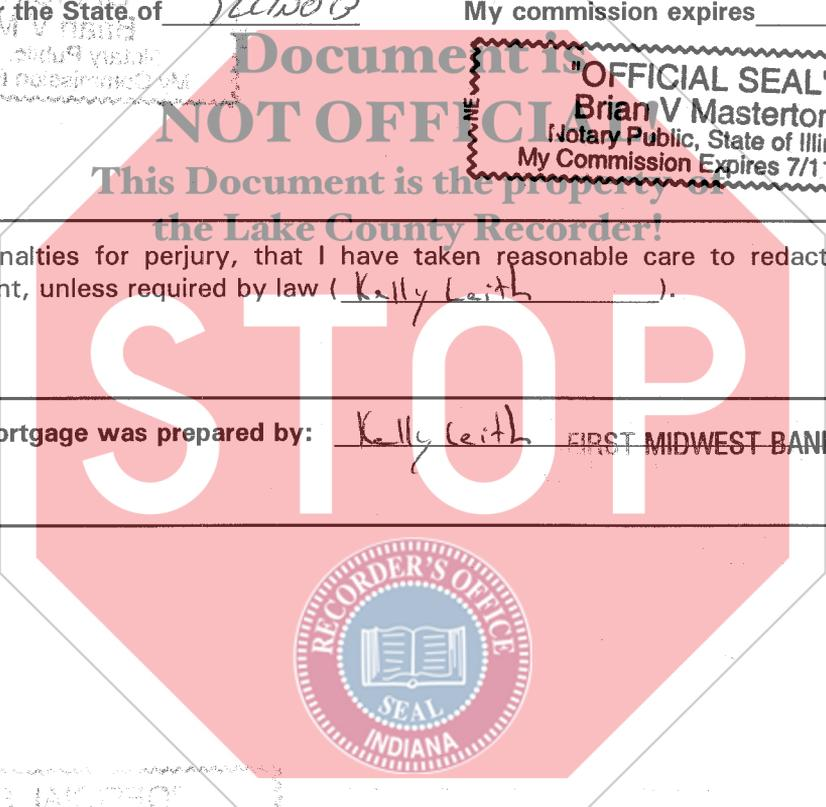 r the State of ILLINOIS My commission expires
Document is
NOT OFFICIAL!
"OFFICIAL SEAL"
Brian V Masterton
Notary Public, State of Illi
My Commission Expires 7/1
NE
This Document is the property of
the Lake County Recorder!
nalties for perjury, that I have taken reasonable care to redact
nt, unless required by law ( Kelly Leith ).
STOP
ortgage was prepared by: Kelly Leith FIRST MIDWEST BANK
RECORDER'S OFFICE
SEAL
INDIANA